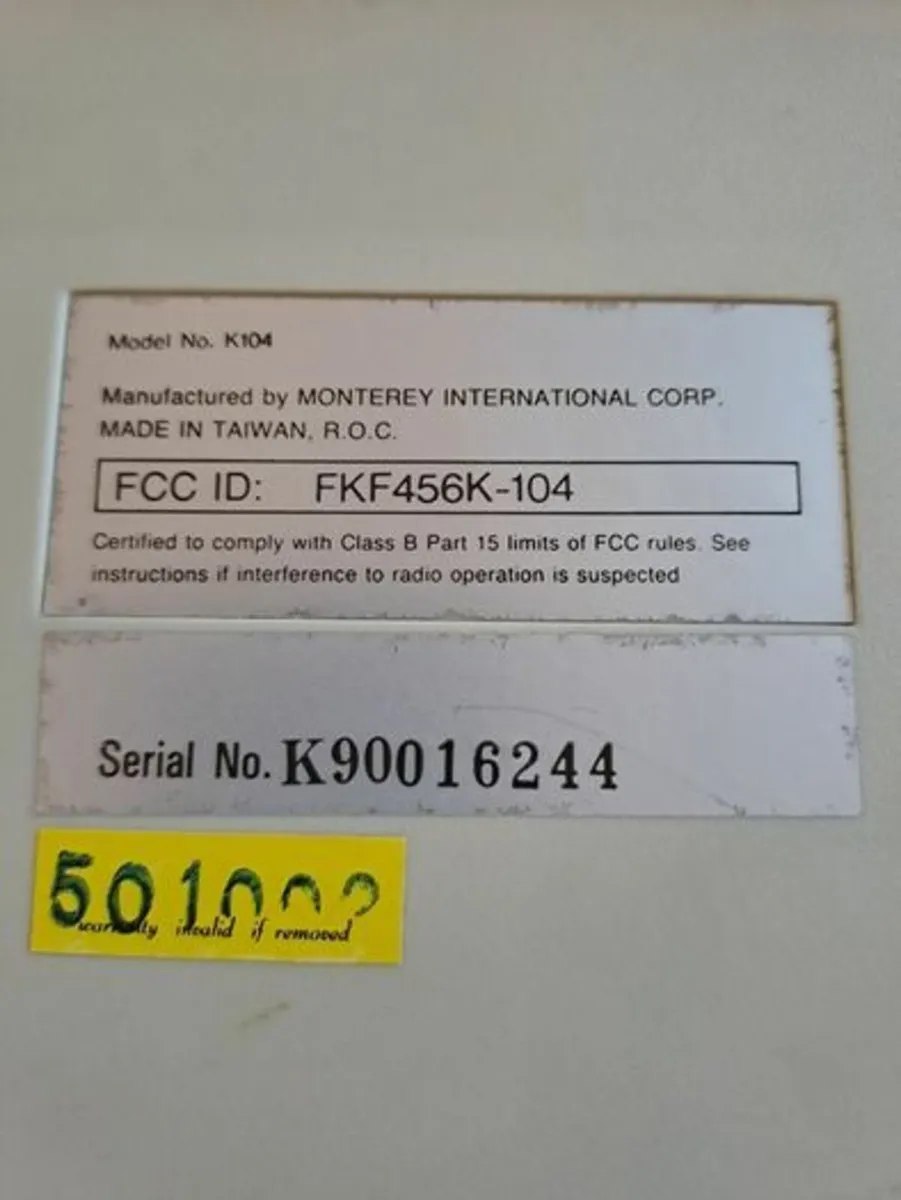 Model No. K104
Manufactured by MONTEREY INTERNATIONAL CORP.
MADE IN TAIWAN, R.O.C.
FCC ID: FKF456K-104
Certified to comply with Class B Part 15 limits of FCC rules. See
instructions if interference to radio operation is suspected
Serial No. K90016244
warranty invalid if removed